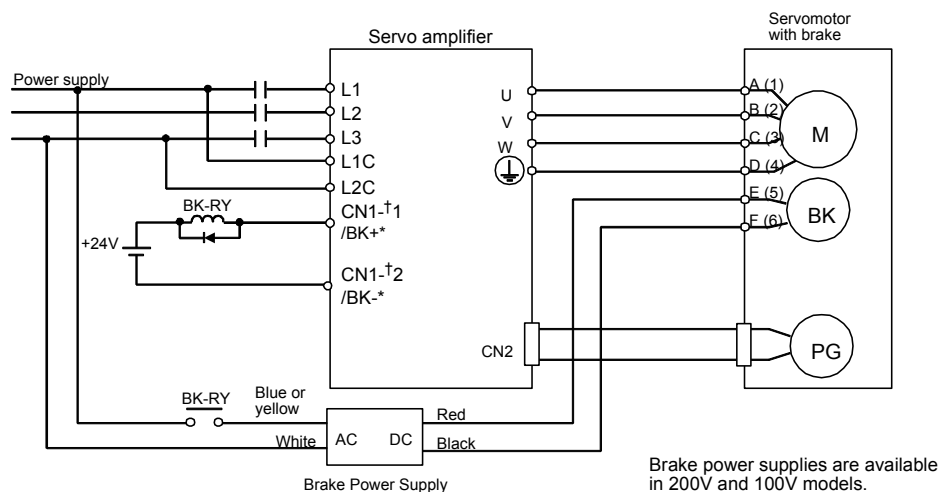 Servomotor
with brake
Servo amplifier
Power supply
L1
L2
L3
L1C
L2C
U
V
W
A (1)
B (2)
C (3)
D (4)
M
E (5)
F (6)
BK
BK-RY
+24V
CN1-†1
/BK+*
CN1-†2
/BK-*
CN2
PG
BK-RY
Blue or
yellow
White
AC
DC
Red
Black
Brake Power Supply
Brake power supplies are available
in 200V and 100V models.